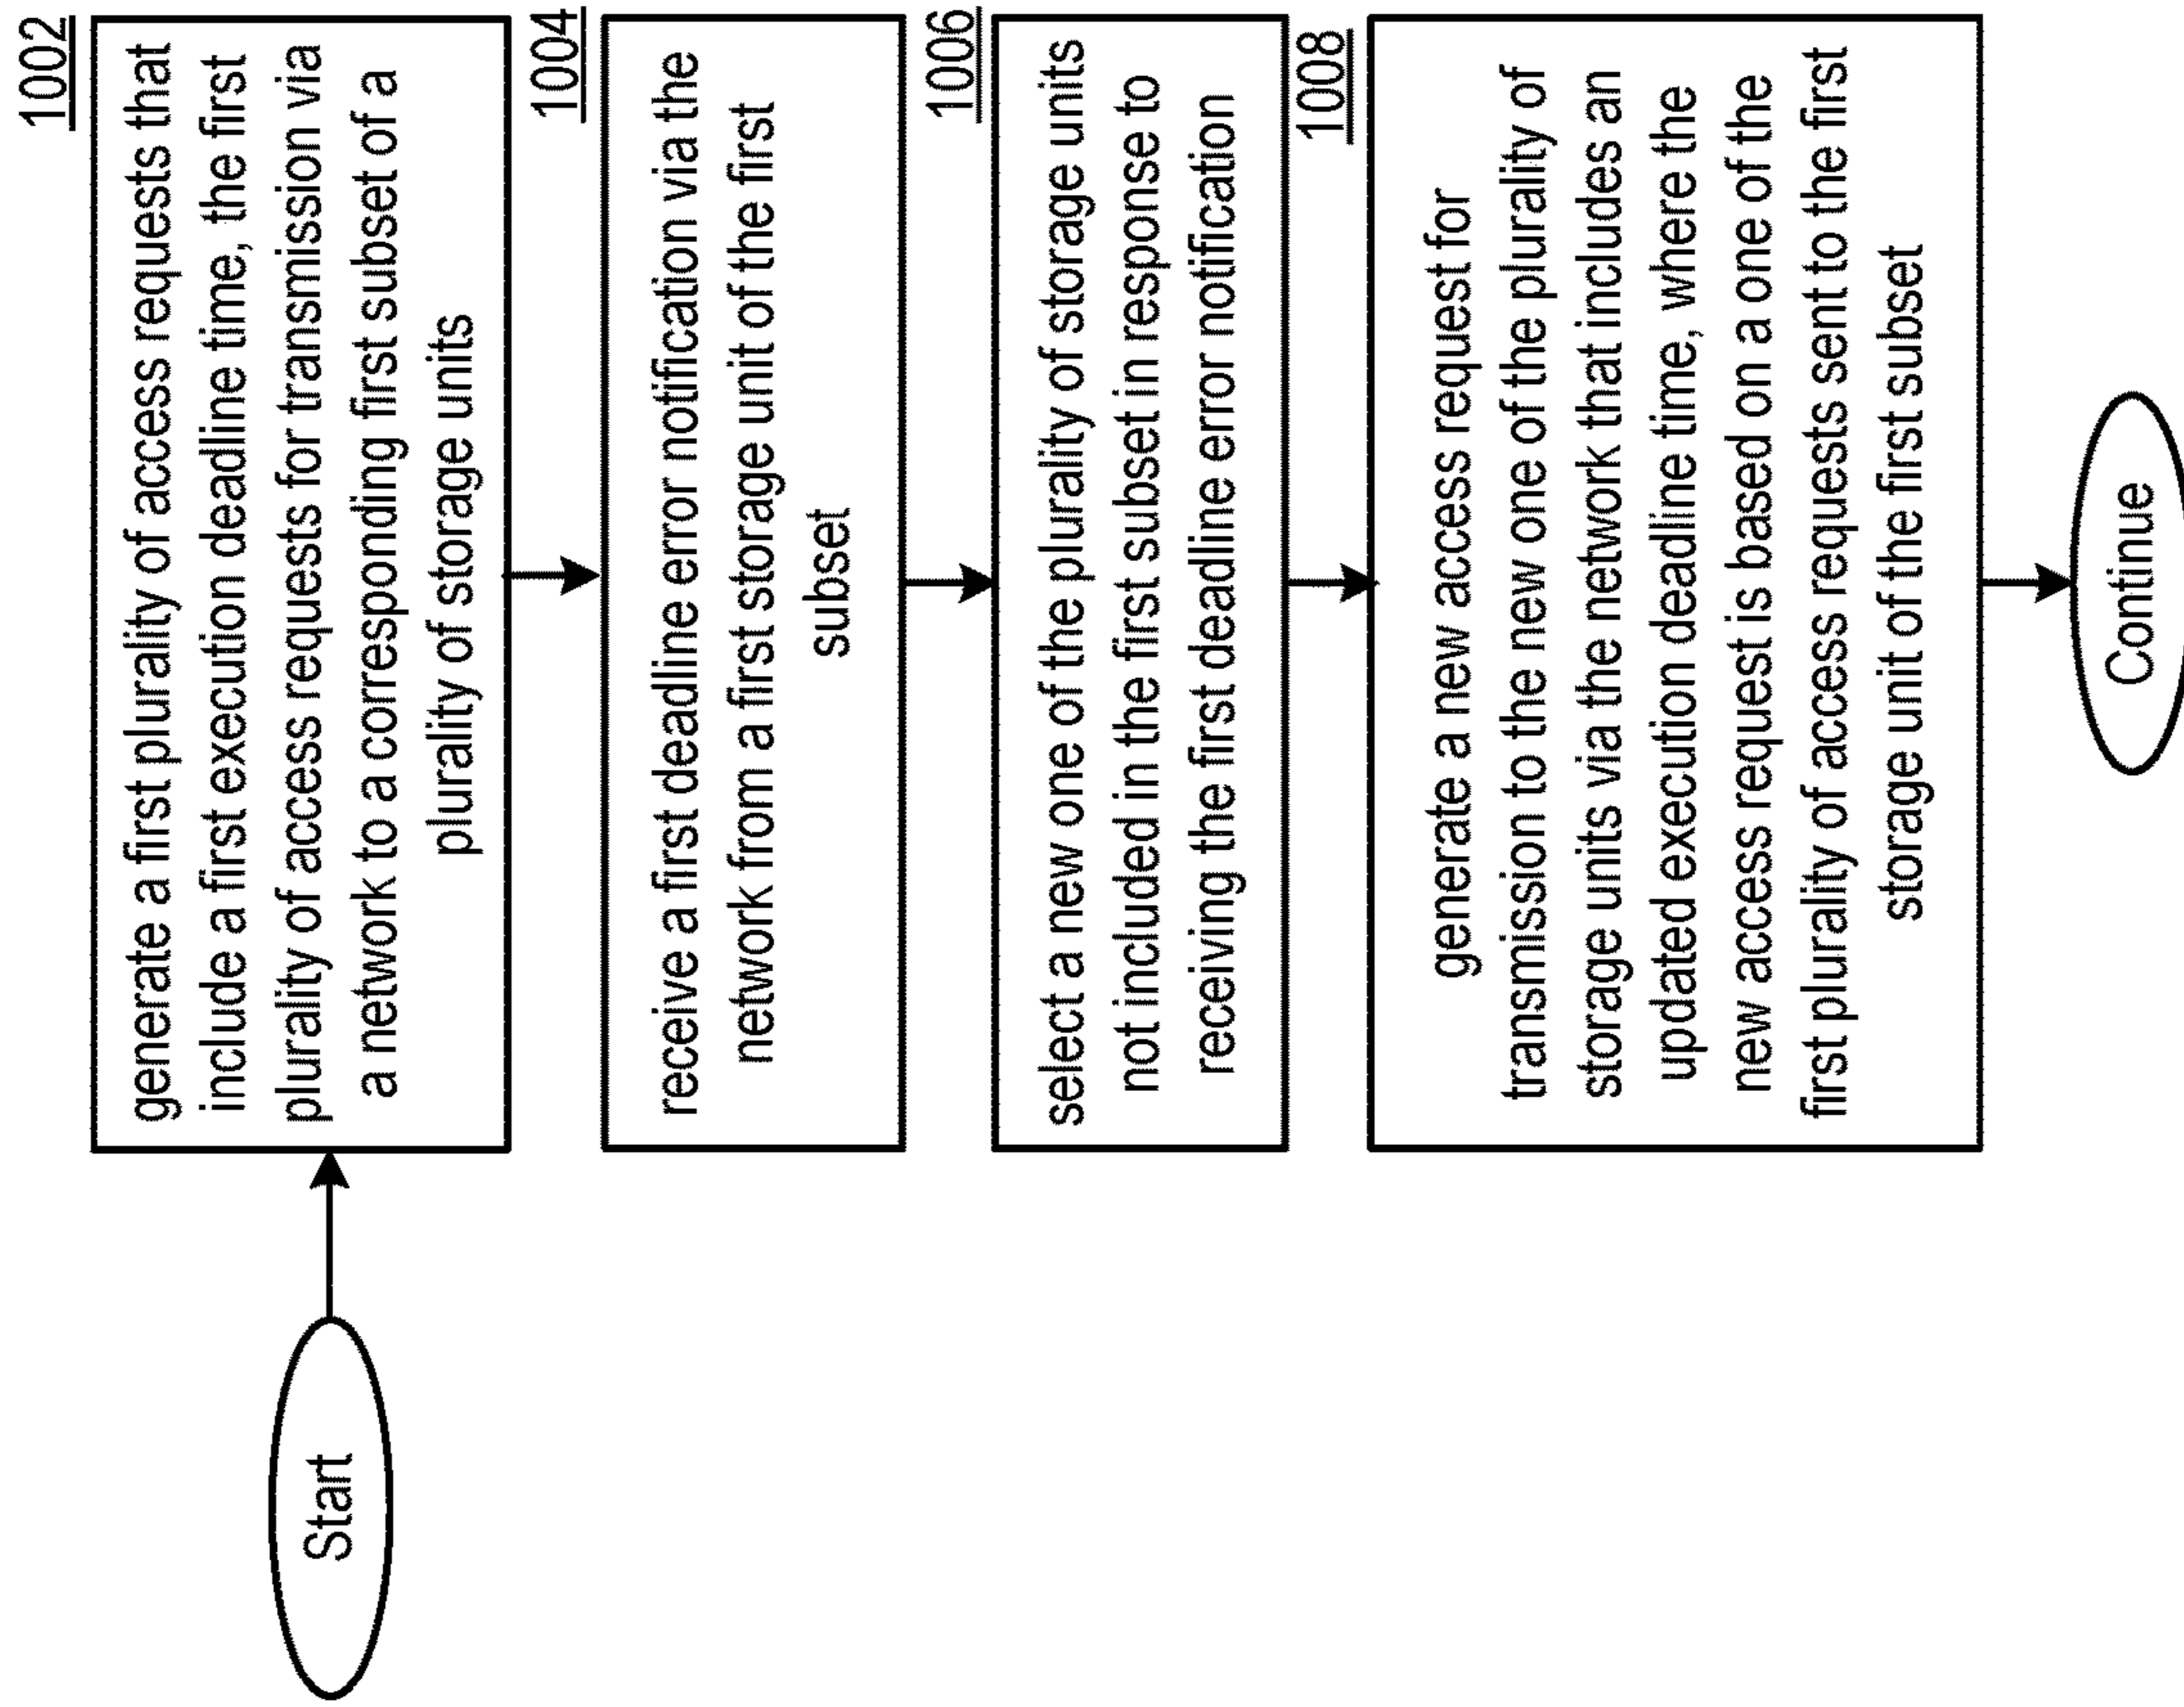 Start
1002
generate a first plurality of access requests that
include a first execution deadline time, the first
plurality of access requests for transmission via
a network to a corresponding first subset of a
plurality of storage units
1004
receive a first deadline error notification via the
network from a first storage unit of the first
subset
1006
select a new one of the plurality of storage units
not included in the first subset in response to
receiving the first deadline error notification
1008
generate a new access request for
transmission to the new one of the plurality of
storage units via the network that includes an
updated execution deadline time, where the
new access request is based on a one of the
first plurality of access requests sent to the first
storage unit of the first subset
Continue